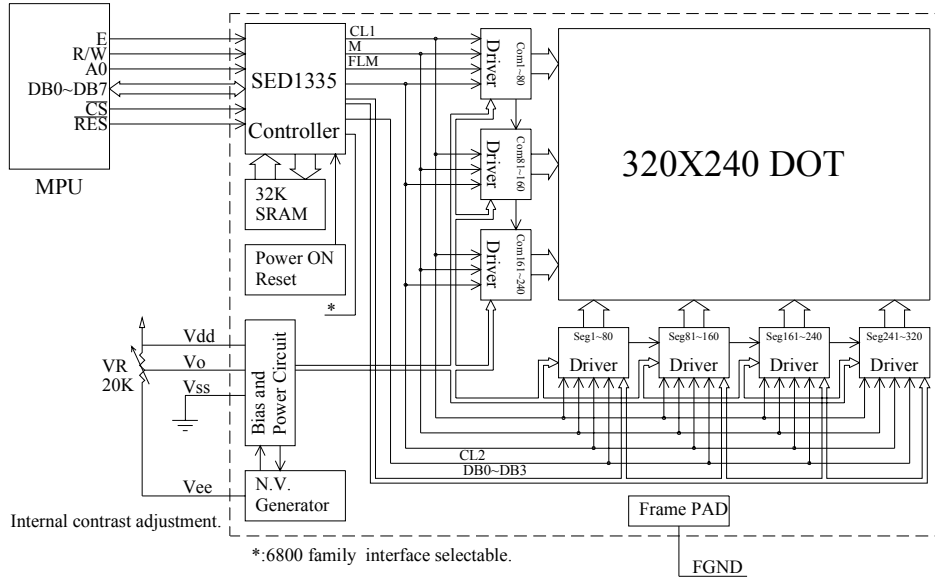 E
R/W
A0
DB0~DB7
CS
RES
MPU
SED1335
Controller
CL1
M
FLM
32K
SRAM
Power ON
Reset
*
Driver
Com1~80
Driver
Com81~160
Driver
Com161~240
320X240 DOT
Seg1~80
Driver
Seg81~160
Driver
Seg161~240
Driver
Seg241~320
Driver
Vdd
VR
20K
Vo
Vss
Bias and
Power Circuit
CL2
DB0~DB3
Vee
N.V.
Generator
Internal contrast adjustment.
Frame PAD
*:6800 family interface selectable.
FGND